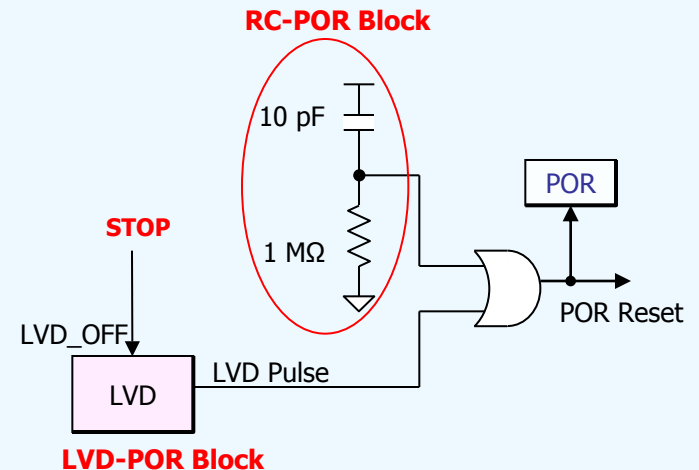 RC-POR Block
10 pF
POR
STOP
1 MΩ
POR Reset
LVD_OFF
LVD Pulse
LVD
LVD-POR Block